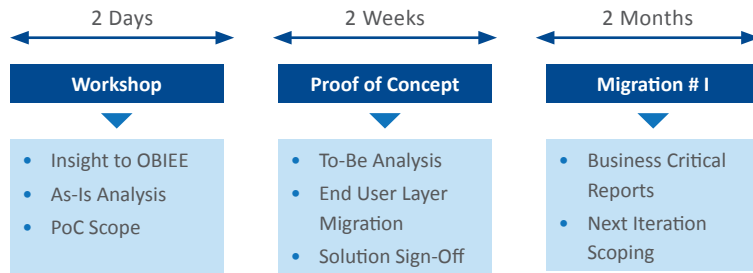 2 Days
2 Weeks
2 Months
Workshop
Proof of Concept
Migration # I
• Insight to OBIEE
• As-Is Analysis
• PoC Scope
• To-Be Analysis
• End User Layer
Migration
• Solution Sign-Off
• Business Critical
Reports
• Next Iteration
Scoping